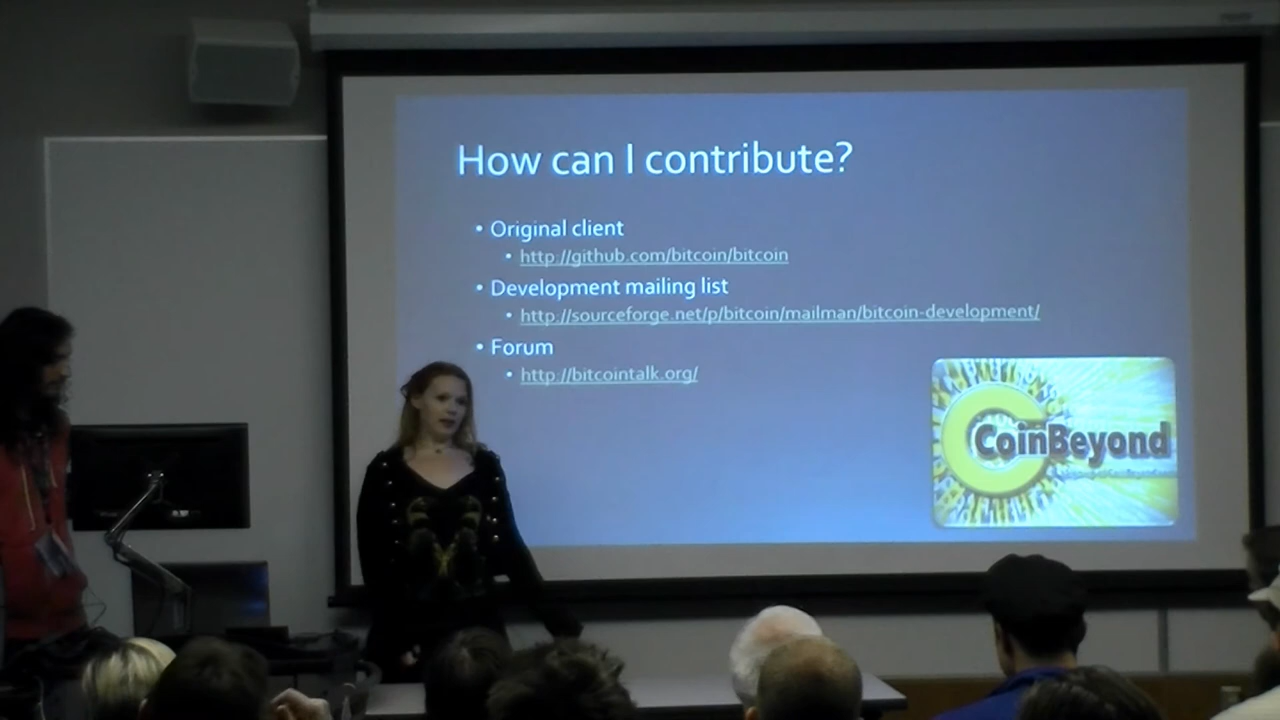 How can I contribute?
• Original client
• http://github.com/bitcoin/bitcoin
• Development mailing list
• http://sourceforge.net/p/bitcoin/mailman/bitcoin-development/
• Forum
• http://bitcointalk.org/
CoinBeyond